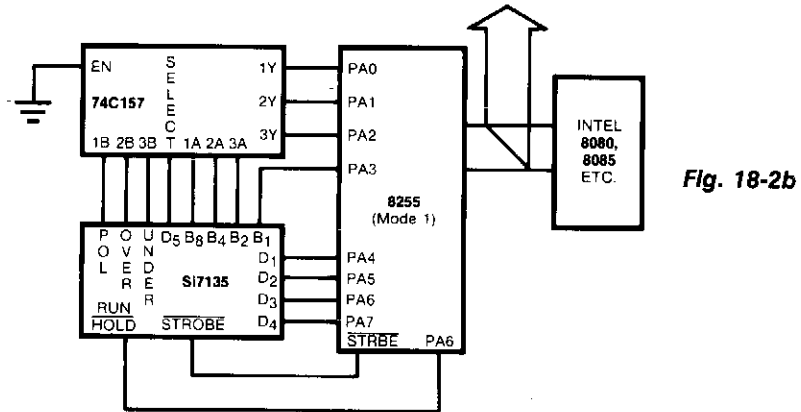 EN
SELECT
1Y
74C157
2Y
3Y
1B 2B 3B 1A 2A 3A
PA0
PA1
PA2
PA3
8255
(Mode 1)
PA4
PA5
PA6
PA7
STRBE
PA6
INTEL
8080,
8085
ETC.
Fig. 18-2b
POL
OVER
UNDER
D5 B8 B4 B2 B1
D1
D2
D3
D4
Si7135
RUN
HOLD
STROBE